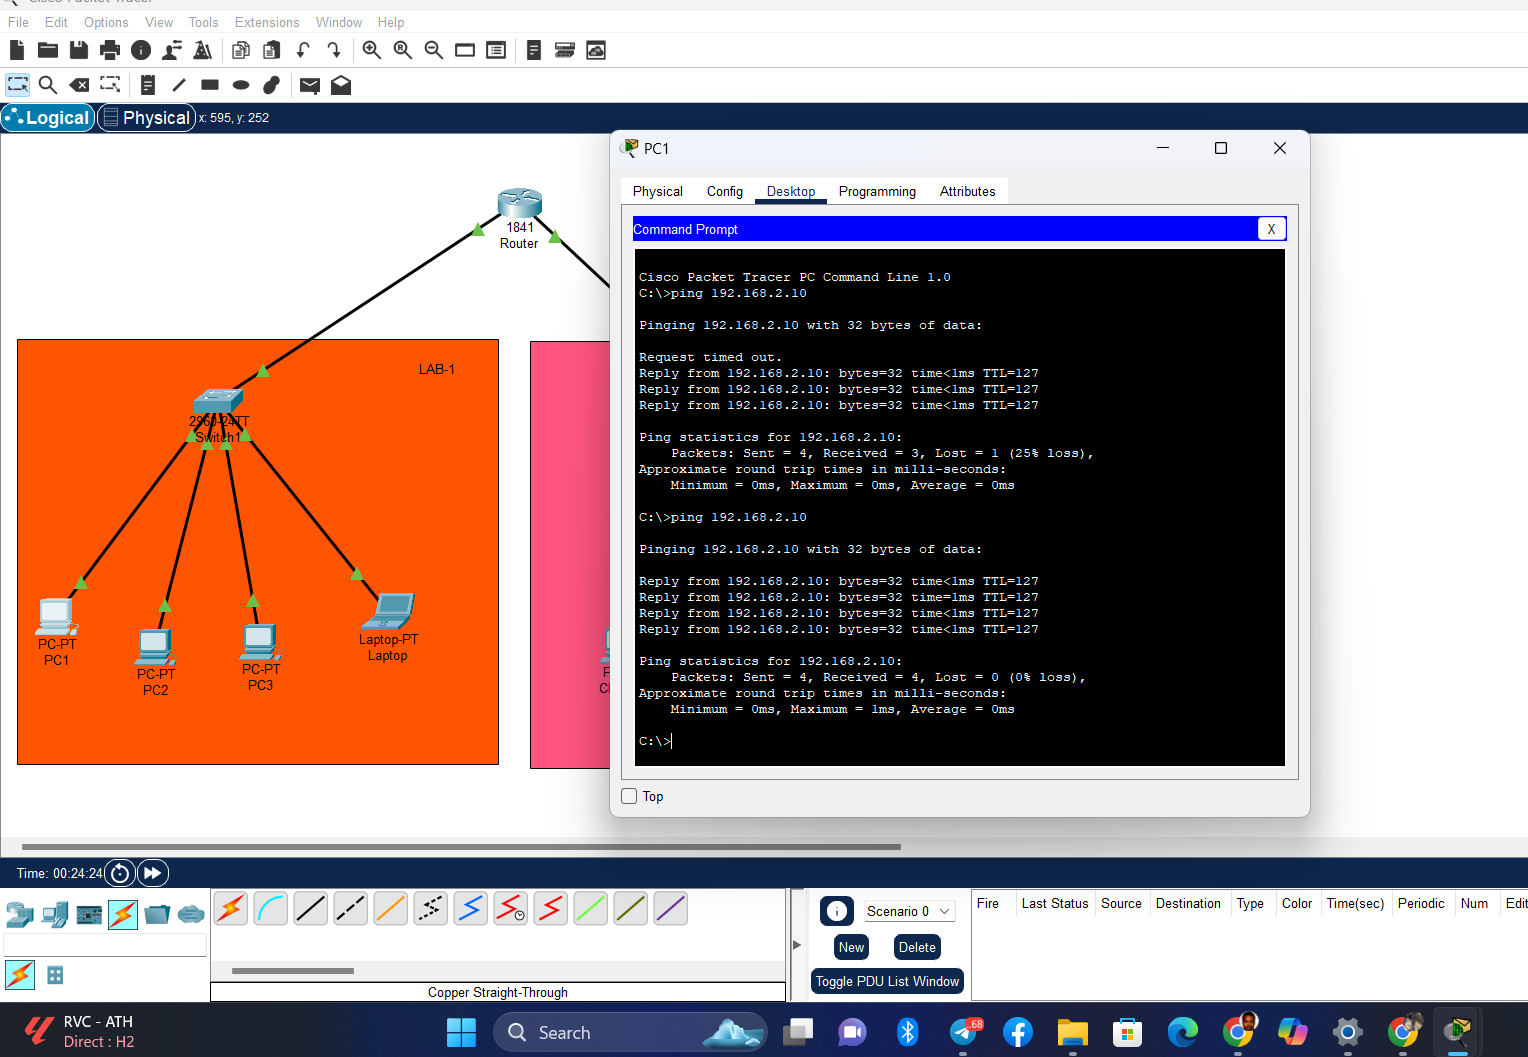 Cisco Packet Tracer
File Edit Options View Tools Extensions Window Help
Logical Physical x: 595, y: 252
1841
Router
LAB-1
2960-24TT
Switch1
PC-PT
PC1
PC-PT
PC2
PC-PT
PC3
Laptop-PT
Laptop
PC1
Physical Config Desktop Programming Attributes
Command Prompt X
Cisco Packet Tracer PC Command Line 1.0
C:\>ping 192.168.2.10
Pinging 192.168.2.10 with 32 bytes of data:
Request timed out.
Reply from 192.168.2.10: bytes=32 time<1ms TTL=127
Reply from 192.168.2.10: bytes=32 time<1ms TTL=127
Reply from 192.168.2.10: bytes=32 time<1ms TTL=127
Ping statistics for 192.168.2.10:
Packets: Sent = 4, Received = 3, Lost = 1 (25% loss),
Approximate round trip times in milli-seconds:
Minimum = 0ms, Maximum = 0ms, Average = 0ms
C:\>ping 192.168.2.10
Pinging 192.168.2.10 with 32 bytes of data:
Reply from 192.168.2.10: bytes=32 time<1ms TTL=127
Reply from 192.168.2.10: bytes=32 time=1ms TTL=127
Reply from 192.168.2.10: bytes=32 time<1ms TTL=127
Reply from 192.168.2.10: bytes=32 time<1ms TTL=127
Ping statistics for 192.168.2.10:
Packets: Sent = 4, Received = 4, Lost = 0 (0% loss),
Approximate round trip times in milli-seconds:
Minimum = 0ms, Maximum = 1ms, Average = 0ms
C:\>
Top
Time: 00:24:24
Scenario 0
New Delete
Toggle PDU List Window
Fire Last Status Source Destination Type Color Time(sec) Periodic Num Edit
Copper Straight-Through
RVC - ATH
Direct : H2
Search
..68